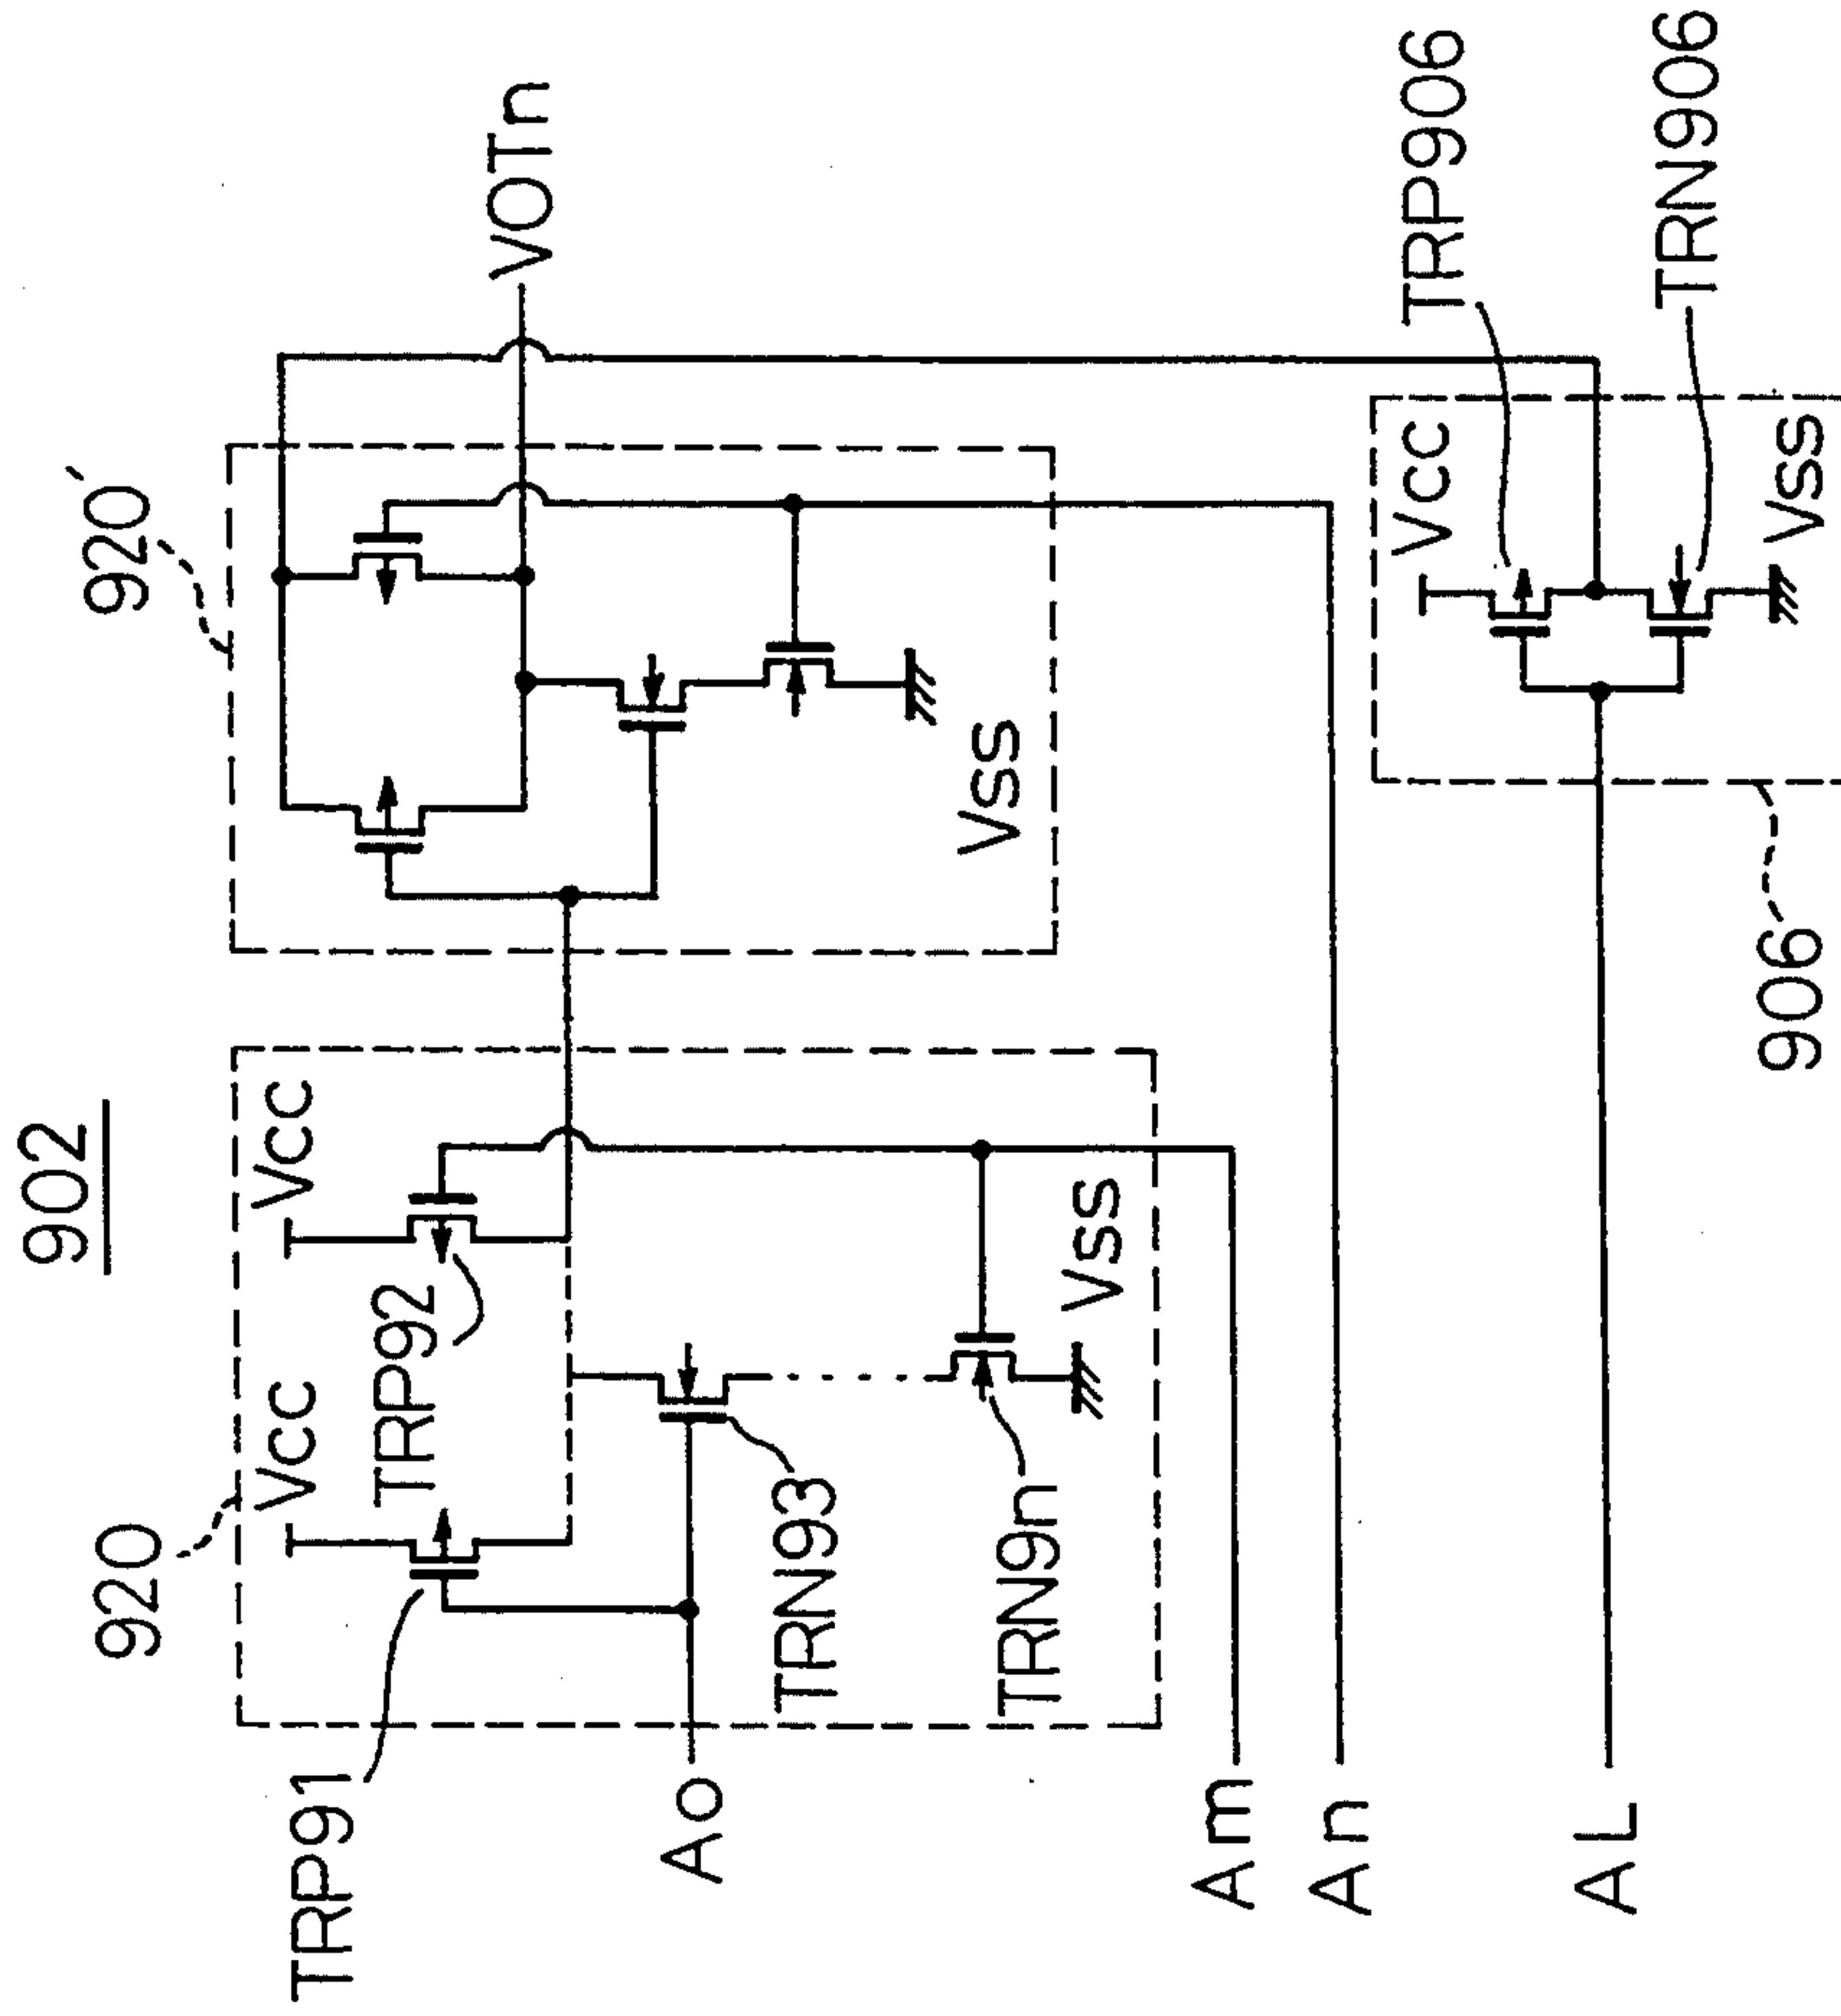 902
920
920'
Vcc
Vcc
TRP91
TRP92
VOTn
Ao
TRN93
Vss
TRN9n
Vss
Am
An
Vcc
TRP906
AL
TRN906
Vss
906